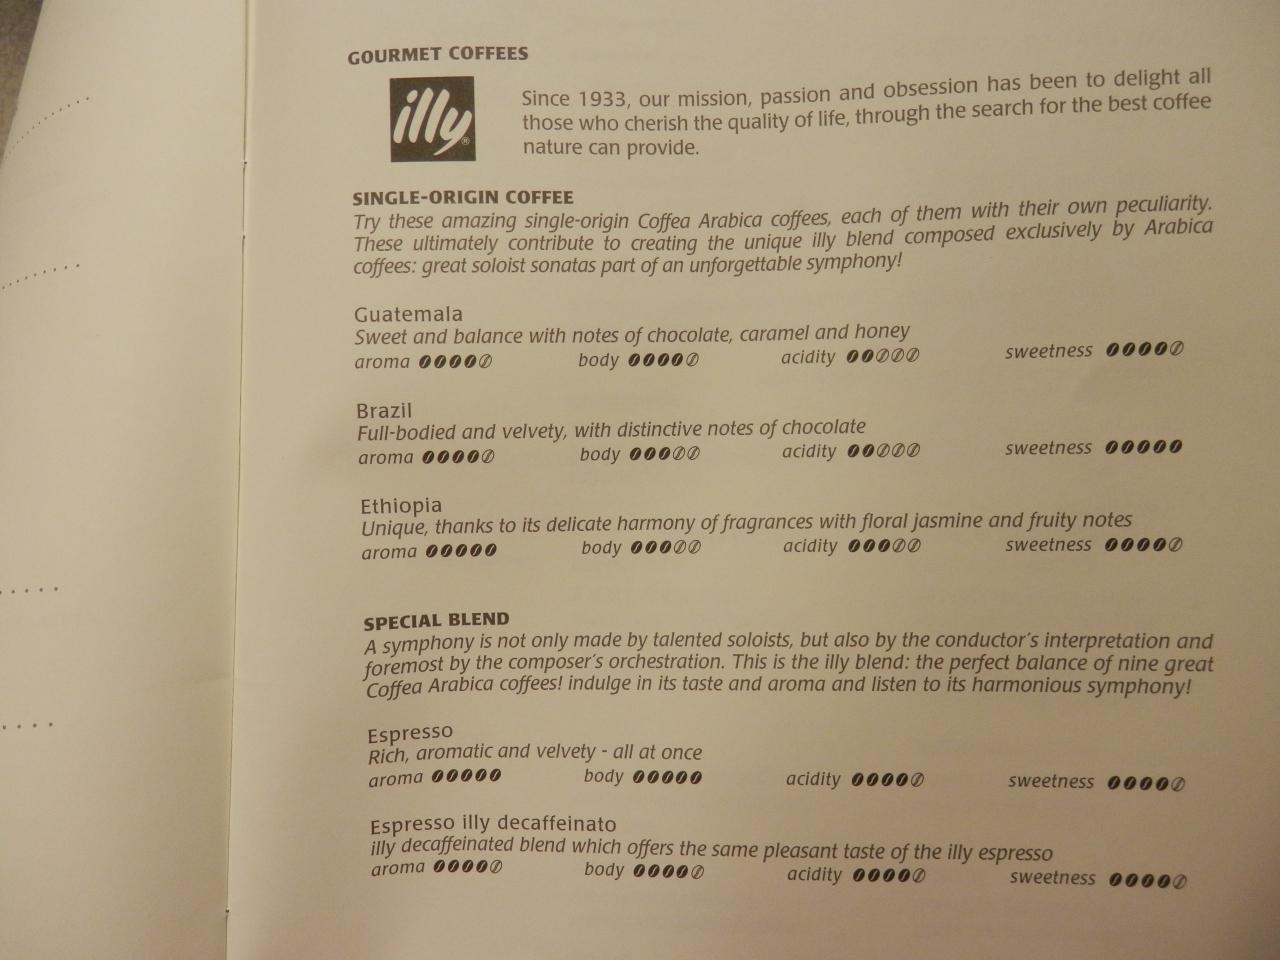 GOURMET COFFEES
illy®
Since 1933, our mission, passion and obsession has been to delight all
those who cherish the quality of life, through the search for the best coffee
nature can provide.
SINGLE-ORIGIN COFFEE
Try these amazing single-origin Coffea Arabica coffees, each of them with their own peculiarity.
These ultimately contribute to creating the unique illy blend composed exclusively by Arabica
coffees: great soloist sonatas part of an unforgettable symphony!
Guatemala
Sweet and balance with notes of chocolate, caramel and honey
aroma body acidity sweetness
Brazil
Full-bodied and velvety, with distinctive notes of chocolate
aroma body acidity sweetness
Ethiopia
Unique, thanks to its delicate harmony of fragrances with floral jasmine and fruity notes
aroma body acidity sweetness
SPECIAL BLEND
A symphony is not only made by talented soloists, but also by the conductor's interpretation and
foremost by the composer's orchestration. This is the illy blend: the perfect balance of nine great
Coffea Arabica coffees! indulge in its taste and aroma and listen to its harmonious symphony!
Espresso
Rich, aromatic and velvety - all at once
aroma body acidity sweetness
Espresso illy decaffeinato
illy decaffeinated blend which offers the same pleasant taste of the illy espresso
aroma body acidity sweetness